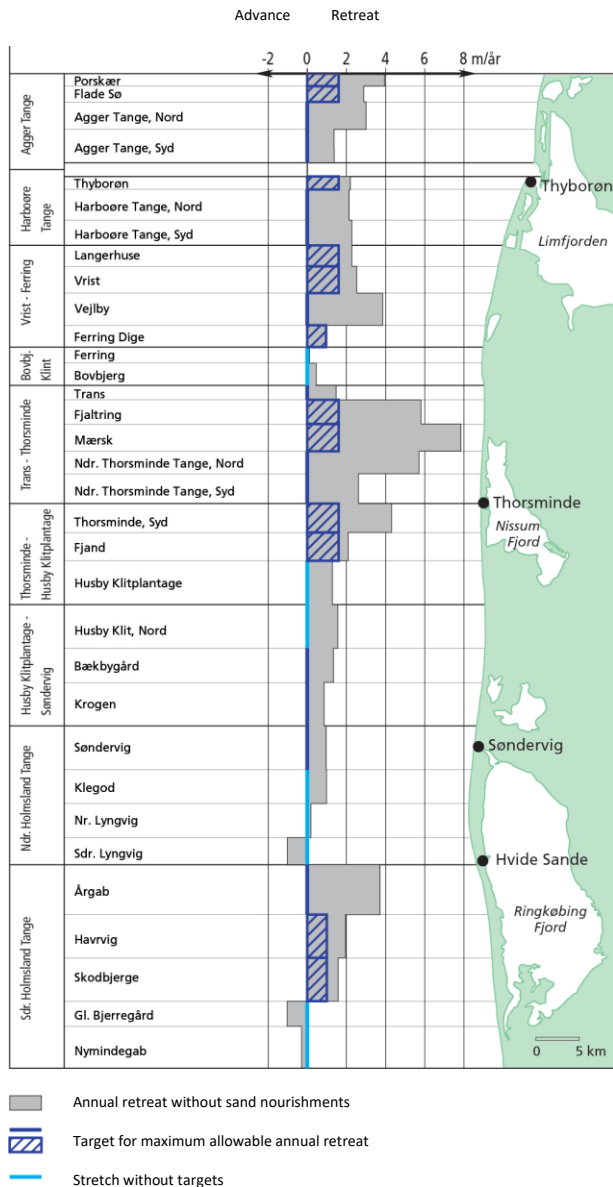 Advance Retreat
-2 0 2 4 6 8 m/år
Agger Tange
Porskær
Flade Sø
Agger Tange, Nord
Agger Tange, Syd
Harboøre
Tange
Thyborøn
Harboøre Tange, Nord
Harboøre Tange, Syd
Vrist - Ferring
Langerhuse
Vrist
Vejlby
Ferring Dige
Bovbj.
Klint
Ferring
Bovbjerg
Trans - Thorsminde
Trans
Fjaltring
Mærsk
Ndr. Thorsminde Tange, Nord
Ndr. Thorsminde Tange, Syd
Thorsminde -
Husby Klitplantage
Thorsminde, Syd
Fjand
Husby Klitplantage
Husby Klitplantage -
Søndervig
Husby Klit, Nord
Bækbygård
Krogen
Ndr. Holmsland Tange
Søndervig
Klegod
Nr. Lyngvig
Sdr. Lyngvig
Sdr. Holmsland Tange
Årgab
Havrvig
Skodbjerge
Gl. Bjerregård
Nymindegab
Thyborøn
Limfjorden
Thorsminde
Nissum
Fjord
Søndervig
Hvide Sande
Ringkøbing
Fjord
0 5 km
Annual retreat without sand nourishments
Target for maximum allowable annual retreat
Stretch without targets